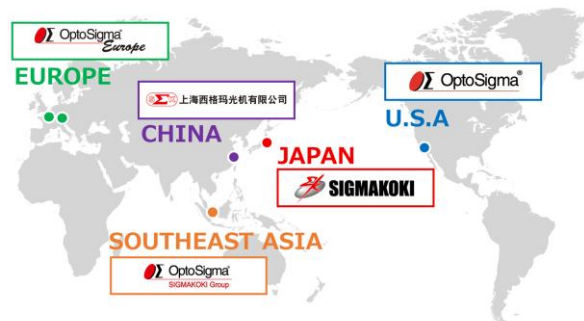 OptoSigma
Europe
EUROPE
上海西格玛光机有限公司
CHINA
OptoSigma®
U.S.A
JAPAN
SIGMAKOKI
SOUTHEAST ASIA
OptoSigma®
SIGMAKOKI Group